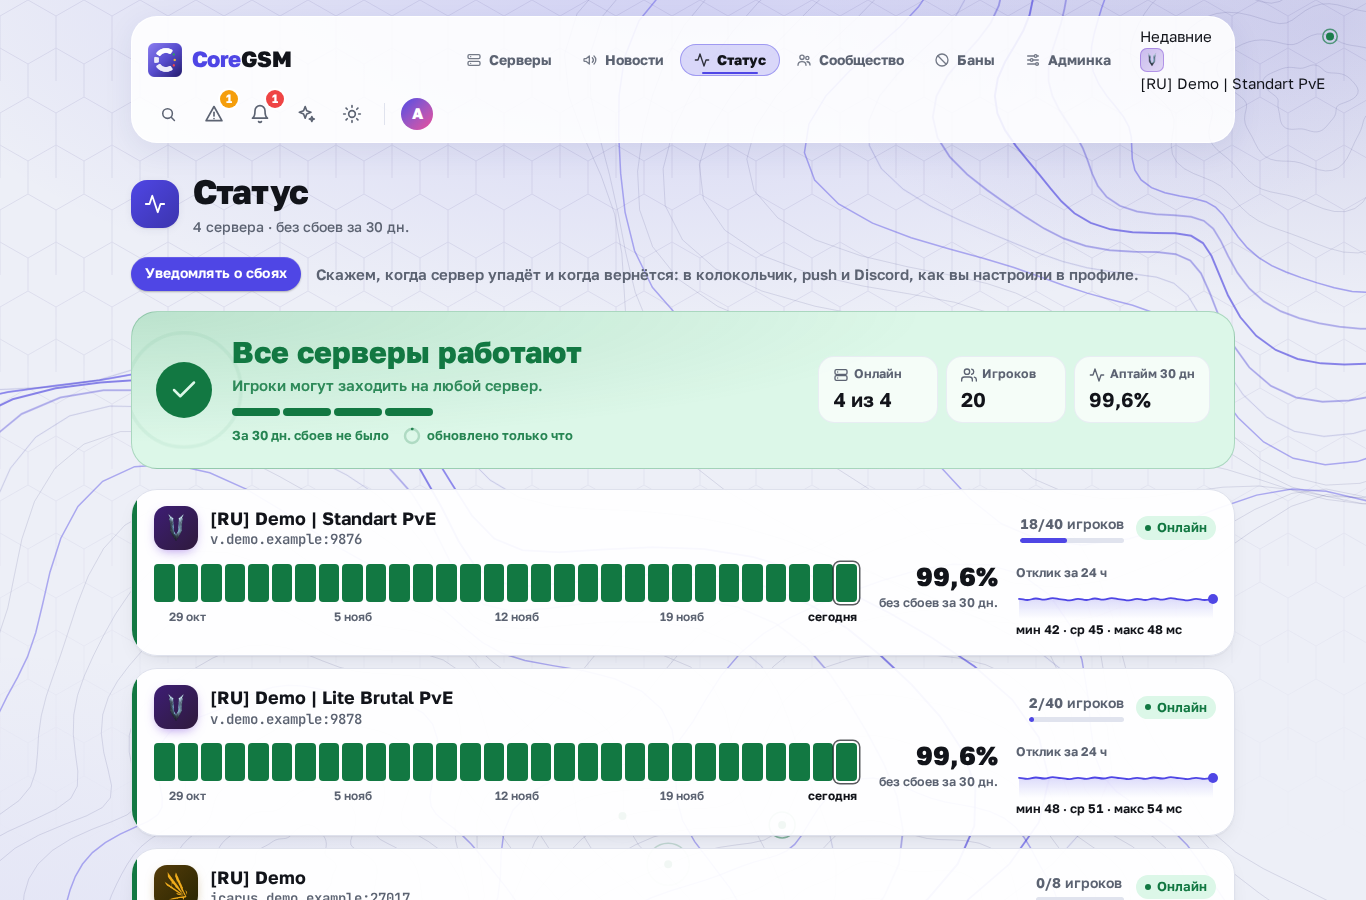 CoreGSM
Серверы
Новости
Статус
Сообщество
Баны
Админка
Недавние
[RU] Demo | Standart PvE
1
1
A
Статус
4 сервера · без сбоев за 30 дн.
Уведомлять о сбоях
Скажем, когда сервер упадёт и когда вернётся: в колокольчик, push и Discord, как вы настроили в профиле.
Все серверы работают
Игроки могут заходить на любой сервер.
За 30 дн. сбоев не было
обновлено только что
Онлайн
4 из 4
Игроков
20
Аптайм 30 дн
99,6%
[RU] Demo | Standart PvE
v.demo.example:9876
18/40 игроков
Онлайн
29 окт
5 нояб
12 нояб
19 нояб
сегодня
99,6%
без сбоев за 30 дн.
Отклик за 24 ч
мин 42 · ср 45 · макс 48 мс
[RU] Demo | Lite Brutal PvE
v.demo.example:9878
2/40 игроков
Онлайн
29 окт
5 нояб
12 нояб
19 нояб
сегодня
99,6%
без сбоев за 30 дн.
Отклик за 24 ч
мин 48 · ср 51 · макс 54 мс
[RU] Demo
icarus.demo.example:27017
0/8 игроков
Онлайн